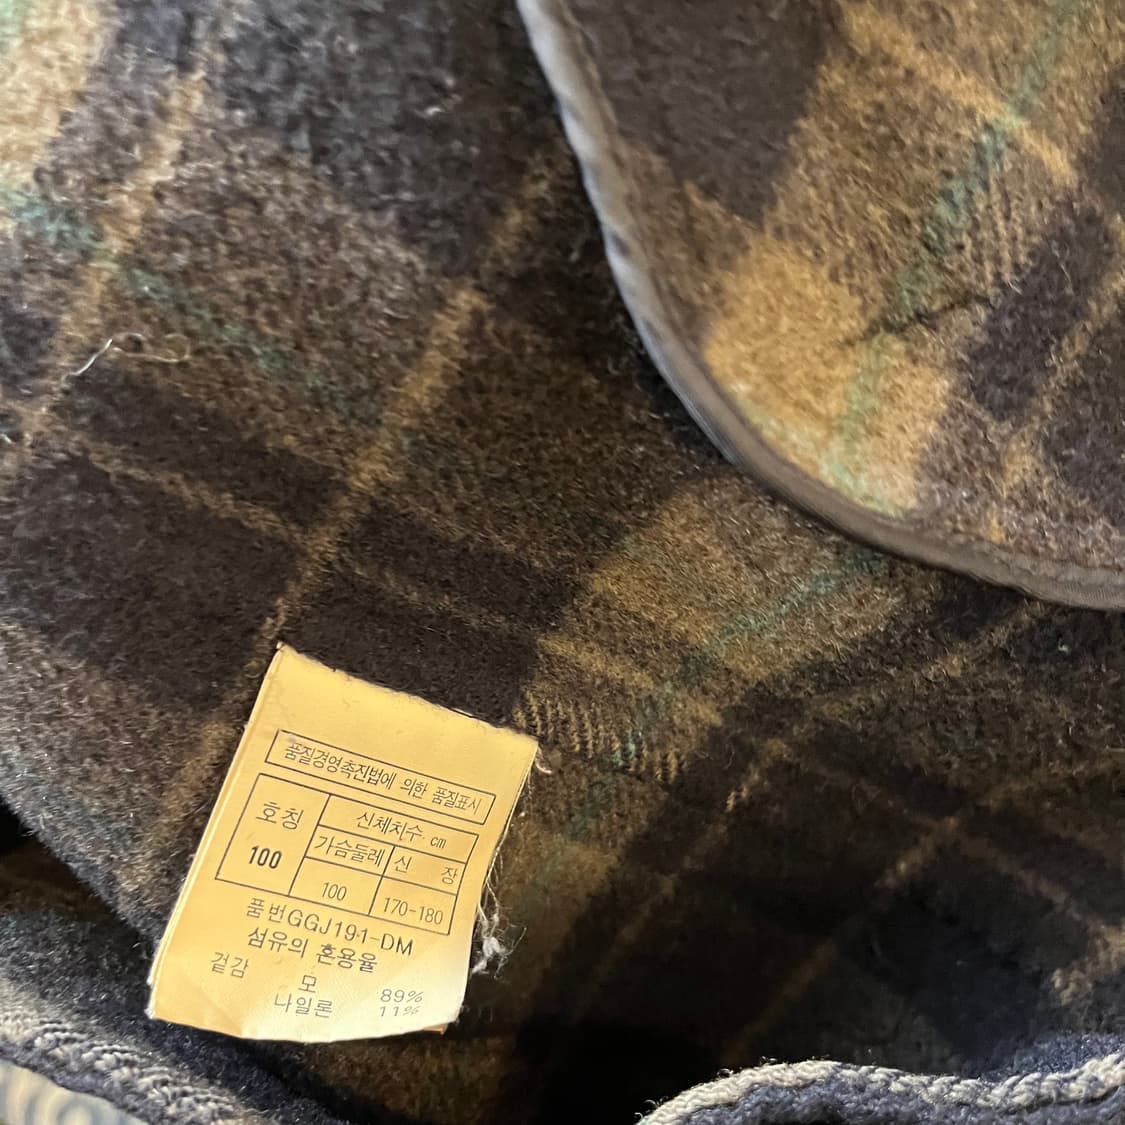 품질경영촉진법에 의한 품질표시
호칭 신체치수 cm
가슴둘레 신장
100 100 170-180
품번GGJ191-DM
섬유의 혼용율
겉감 모 89%
나일론 11%